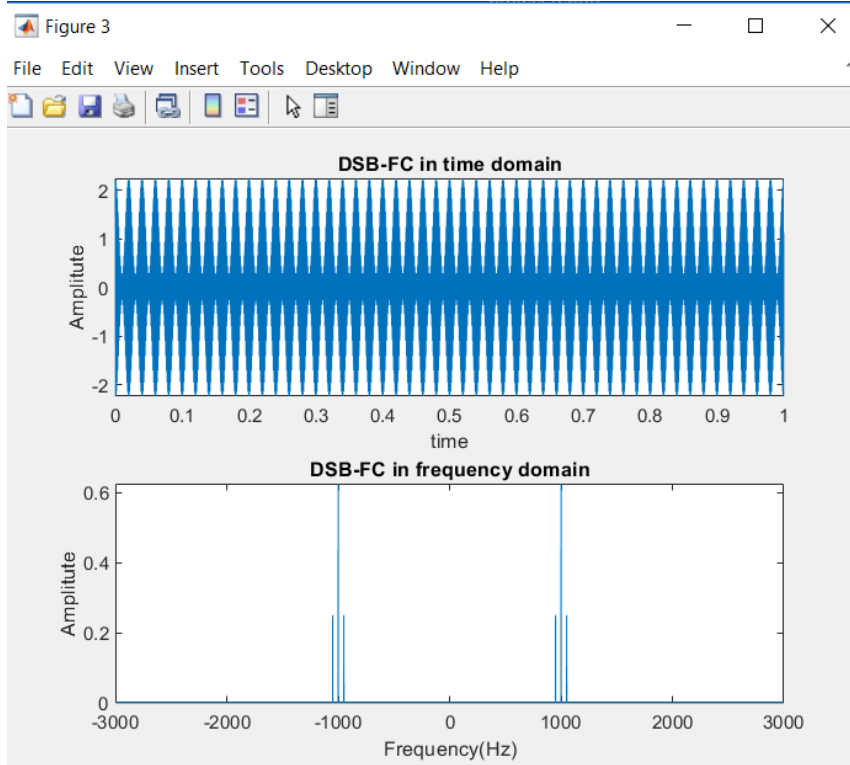 Figure 3
File Edit View Insert Tools Desktop Window Help
DSB-FC in time domain
2
1
0
-1
-2
Amplitute
0 0.1 0.2 0.3 0.4 0.5 0.6 0.7 0.8 0.9 1
time
DSB-FC in frequency domain
0.6
0.4
0.2
0
Amplitute
-3000 -2000 -1000 0 1000 2000 3000
Frequency(Hz)